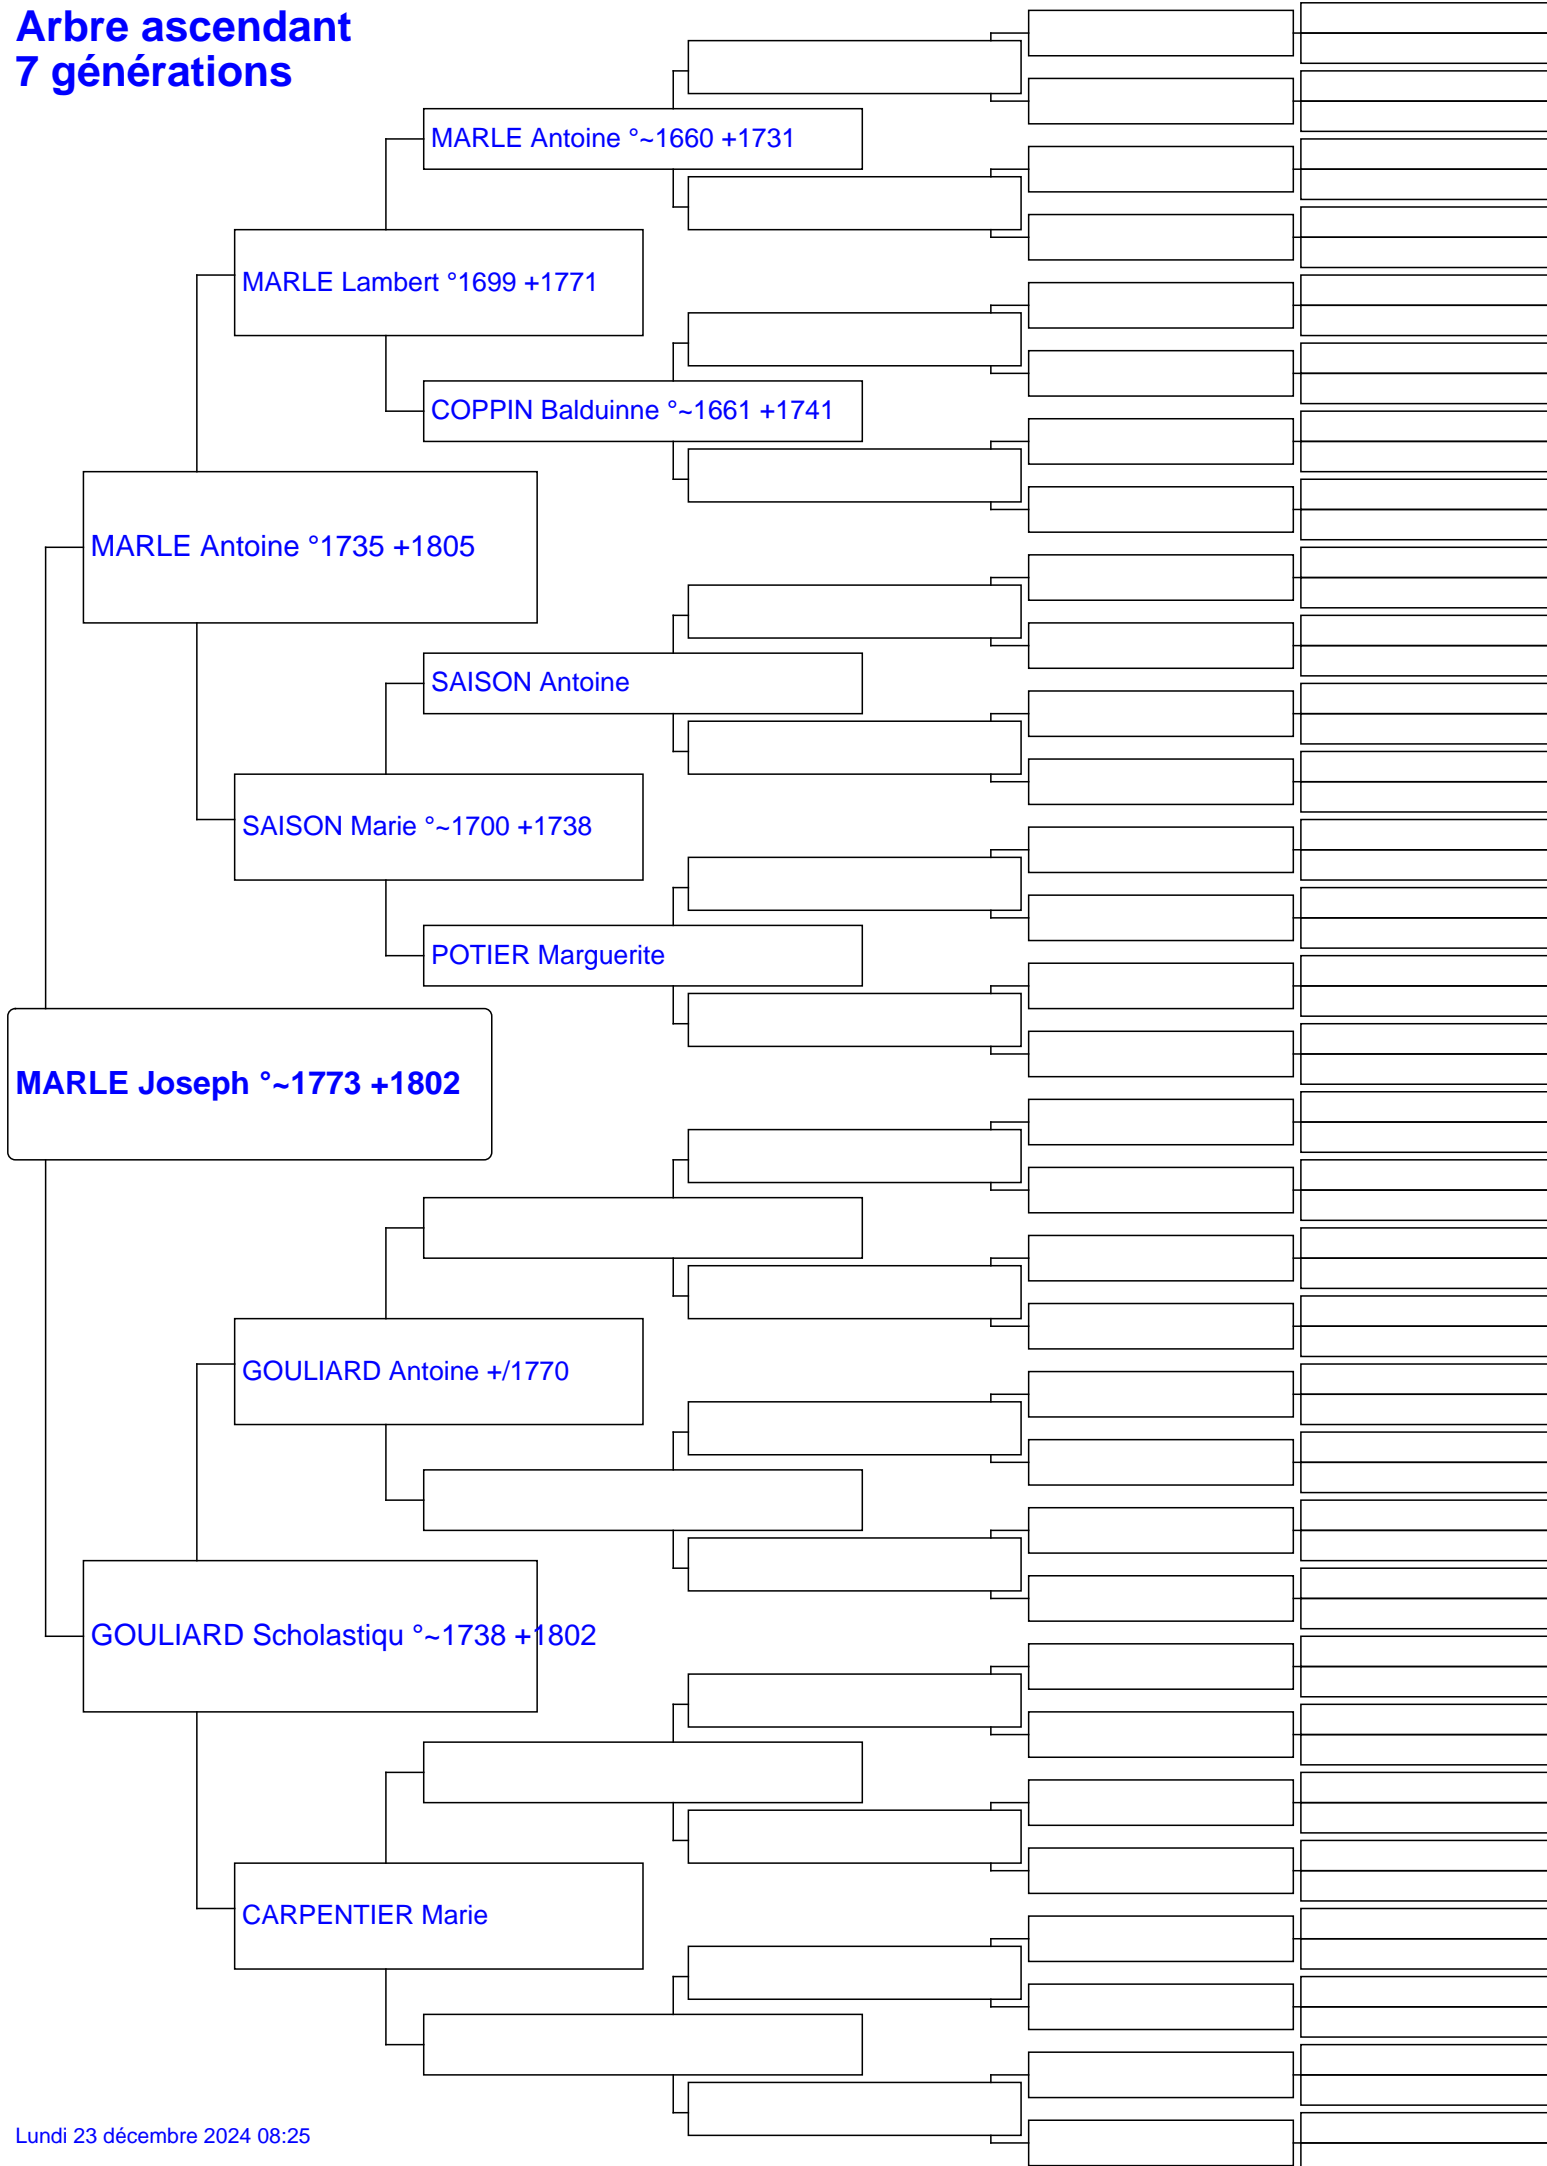 Arbre ascendant
7 générations
MARLE Antoine °~1660 +1731
MARLE Lambert °1699 +1771
COPPIN Balduinne °~1661 +1741
MARLE Antoine °1735 +1805
SAISON Antoine
SAISON Marie °~1700 +1738
POTIER Marguerite
MARLE Joseph °~1773 +1802
GOULIARD Antoine +/1770
GOULIARD Scholastiqu °~1738 +1802
CARPENTIER Marie
Lundi 23 décembre 2024 08:25